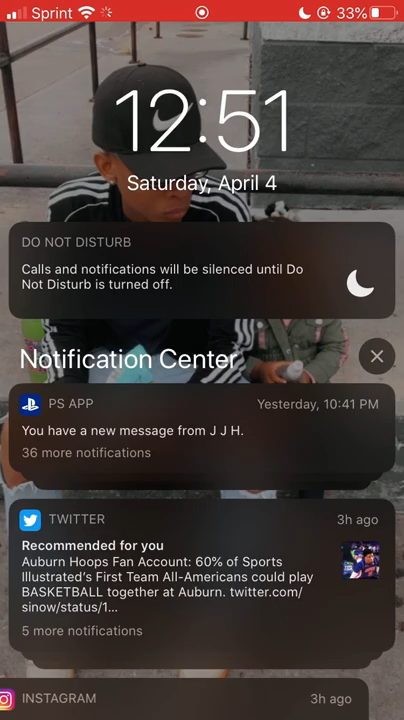 Sprint 33%
12:51
Saturday, April 4
DO NOT DISTURB
Calls and notifications will be silenced until Do
Not Disturb is turned off.
Notification Center
PS APP Yesterday, 10:41 PM
You have a new message from J J H.
36 more notifications
TWITTER 3h ago
Recommended for you
Auburn Hoops Fan Account: 60% of Sports
Illustrated's First Team All-Americans could play
BASKETBALL together at Auburn. twitter.com/
sinow/status/1...
5 more notifications
INSTAGRAM 3h ago